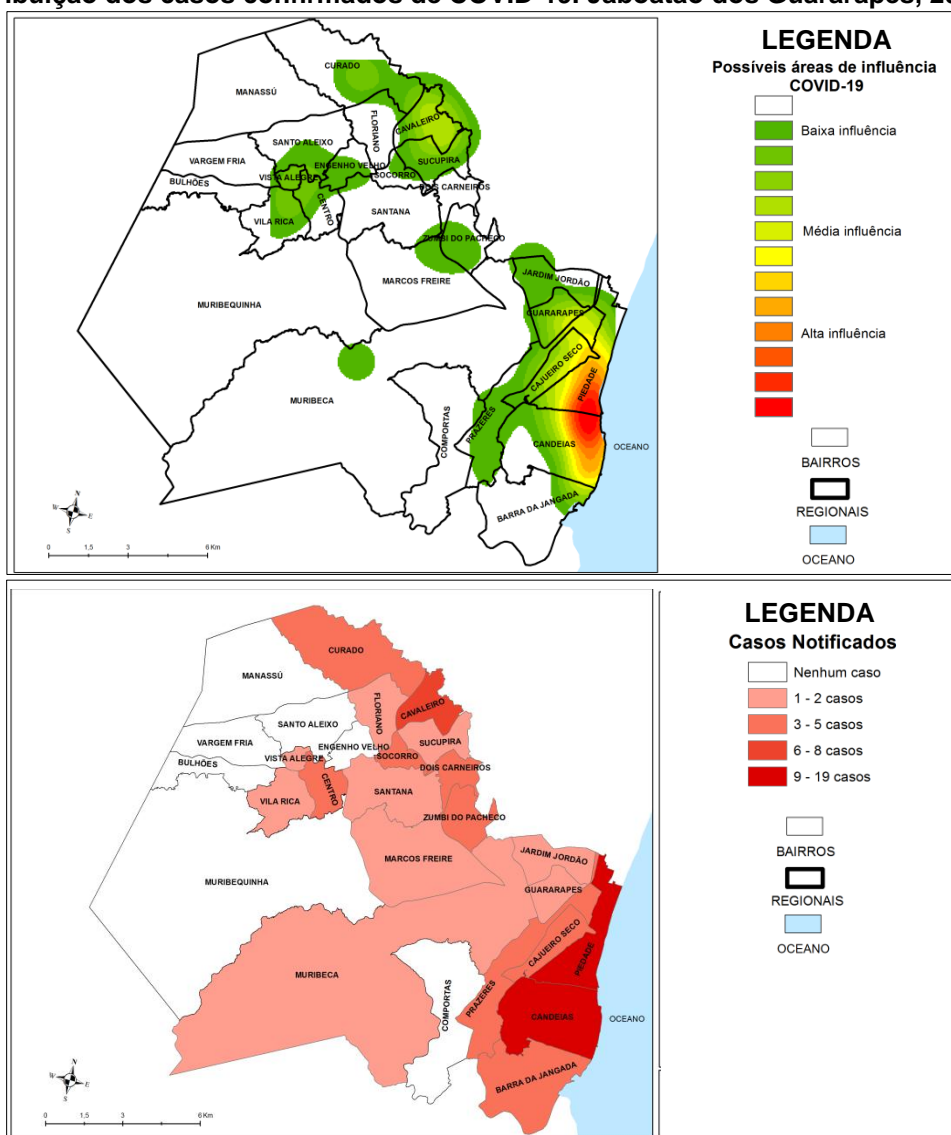 ibuição dos casos confirmados de COVID-19. Jaboatão dos Guararapes, 20
LEGENDA
Possíveis áreas de influência
COVID-19
Baixa influência
Média influência
Alta influência
BAIRROS
REGIONAIS
OCEANO
CURADO
MANASSÚ
FLORIANO
CAVALEIRO
SANTO ALEIXO
VARGEM FRIA
ENGENHO VELHO
SUCUPIRA
BULHÕES
VISTA ALEGRE
SOCORRO
DOIS CARNEIROS
CENTRO
VILA RICA
SANTANA
ZUMBI DO PACHECO
MARCOS FREIRE
JARDIM JORDÃO
MURIBEQUINHA
GUARARAPES
CAJUEIRO SECO
PIEDADE
MURIBECA
COMPORTAS
PRAZERES
CANDEIAS
OCEANO
BARRA DA JANGADA
N
W
E
S
0 1,5 3 6 Km
LEGENDA
Casos Notificados
Nenhum caso
1 - 2 casos
3 - 5 casos
6 - 8 casos
9 - 19 casos
BAIRROS
REGIONAIS
OCEANO
CURADO
MANASSÚ
FLORIANO
CAVALEIRO
SANTO ALEIXO
VARGEM FRIA
ENGENHO VELHO
SUCUPIRA
BULHÕES
VISTA ALEGRE
SOCORRO
DOIS CARNEIROS
CENTRO
VILA RICA
SANTANA
ZUMBI DO PACHECO
MARCOS FREIRE
JARDIM JORDÃO
MURIBEQUINHA
GUARARAPES
CAJUEIRO SECO
PIEDADE
MURIBECA
COMPORTAS
PRAZERES
CANDEIAS
OCEANO
BARRA DA JANGADA
N
W
E
S
0 1,5 3 6 Km